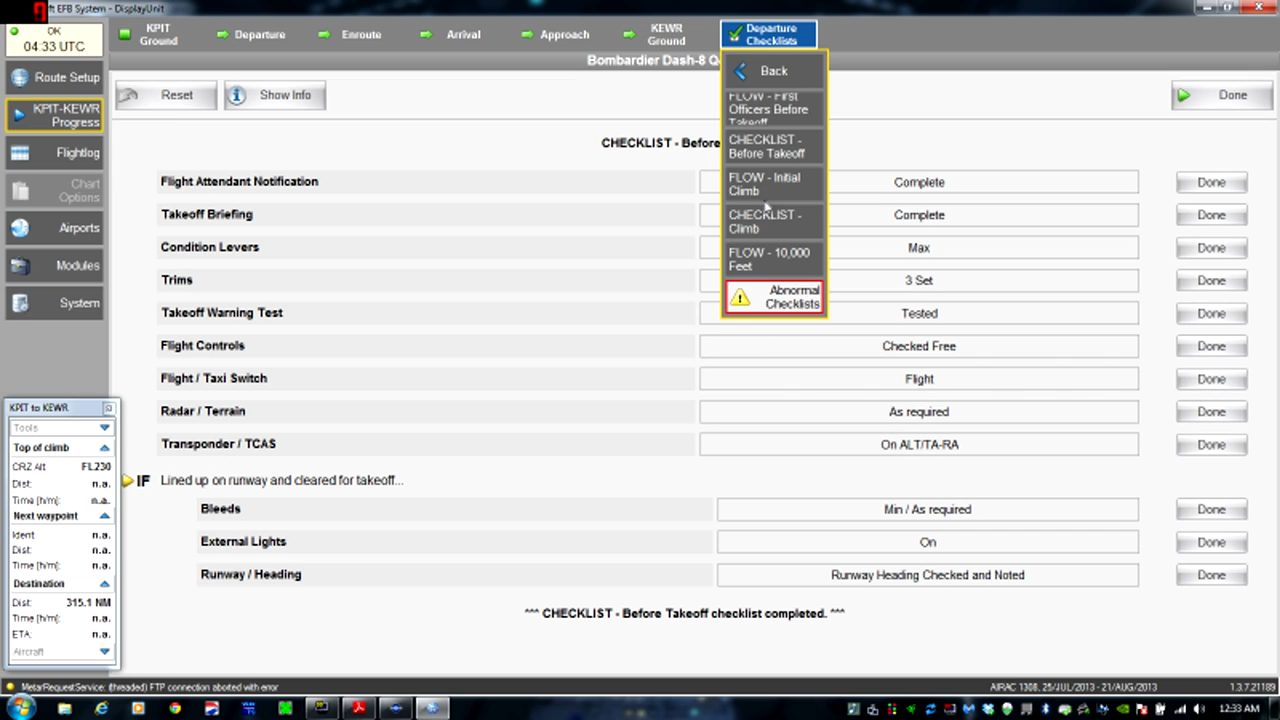 ft EFB System - DisplayUnit
OK
04:33 UTC
KPIT
Ground
Departure
Enroute
Arrival
Approach
KEWR
Ground
Departure
Checklists
Bombardier Dash-8 Q
Route Setup
KPIT-KEWR
Progress
Flightlog
Chart
Options
Airports
Modules
System
Reset
Show Info
Done
Back
FLOW - First
Officers Before
Takeoff
CHECKLIST -
Before Takeoff
FLOW - Initial
Climb
CHECKLIST -
Climb
FLOW - 10,000
Feet
Abnormal
Checklists
CHECKLIST - Before
Flight Attendant Notification Complete Done
Takeoff Briefing Complete Done
Condition Levers Max Done
Trims 3 Set Done
Takeoff Warning Test Tested Done
Flight Controls Checked Free Done
Flight / Taxi Switch Flight Done
Radar / Terrain As required Done
Transponder / TCAS On ALT/TA-RA Done
IF Lined up on runway and cleared for takeoff...
Bleeds Min / As required Done
External Lights On Done
Runway / Heading Runway Heading Checked and Noted Done
*** CHECKLIST - Before Takeoff checklist completed. ***
KPIT to KEWR
Tools
Top of climb
CRZ Alt FL230
Dist: n.a.
Time [h/m]: n.a.
Next waypoint
Ident n.a.
Dist: n.a.
Time [h/m]: n.a.
Destination
Dist: 315.1 NM
Time [h/m]: n.a.
ETA: n.a.
Aircraft
MetarRequestService: (threaded) FTP connection aborted with error
AIRAC 1308, 25/JUL/2013 - 21/AUG/2013
1.3.7.21189
12:33 AM